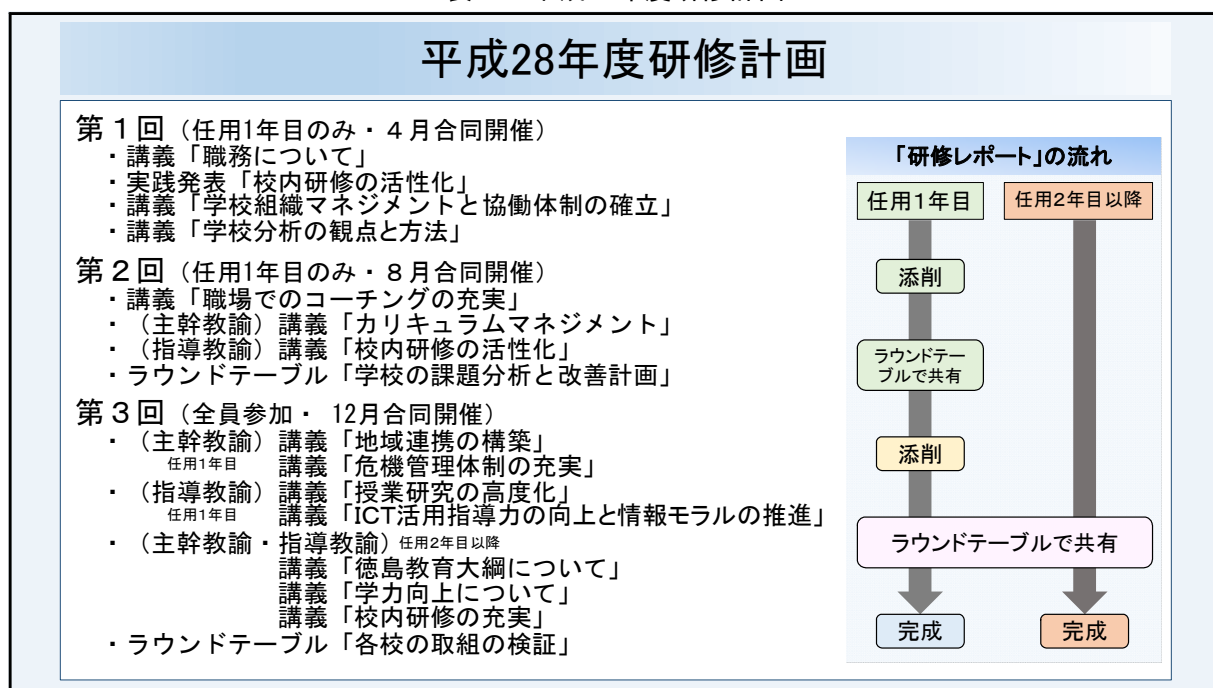 平成28年度研修計画
第１回（任用1年目のみ・４月合同開催）
・講義「職務について」
・実践発表「校内研修の活性化」
・講義「学校組織マネジメントと協働体制の確立」
・講義「学校分析の観点と方法」
第２回（任用1年目のみ・８月合同開催）
・講義「職場でのコーチングの充実」
・（主幹教諭）講義「カリキュラムマネジメント」
・（指導教諭）講義「校内研修の活性化」
・ラウンドテーブル「学校の課題分析と改善計画」
第３回（全員参加・ 12月合同開催）
・（主幹教諭）講義「地域連携の構築」
任用1年目 講義「危機管理体制の充実」
・（指導教諭）講義「授業研究の高度化」
任用1年目 講義「ICT活用指導力の向上と情報モラルの推進」
・（主幹教諭・指導教諭）任用2年目以降
講義「徳島教育大綱について」
講義「学力向上について」
講義「校内研修の充実」
・ラウンドテーブル「各校の取組の検証」
「研修レポート」の流れ
任用1年目 任用2年目以降
添削
ラウンドテー
ブルで共有
添削
ラウンドテーブルで共有
完成 完成